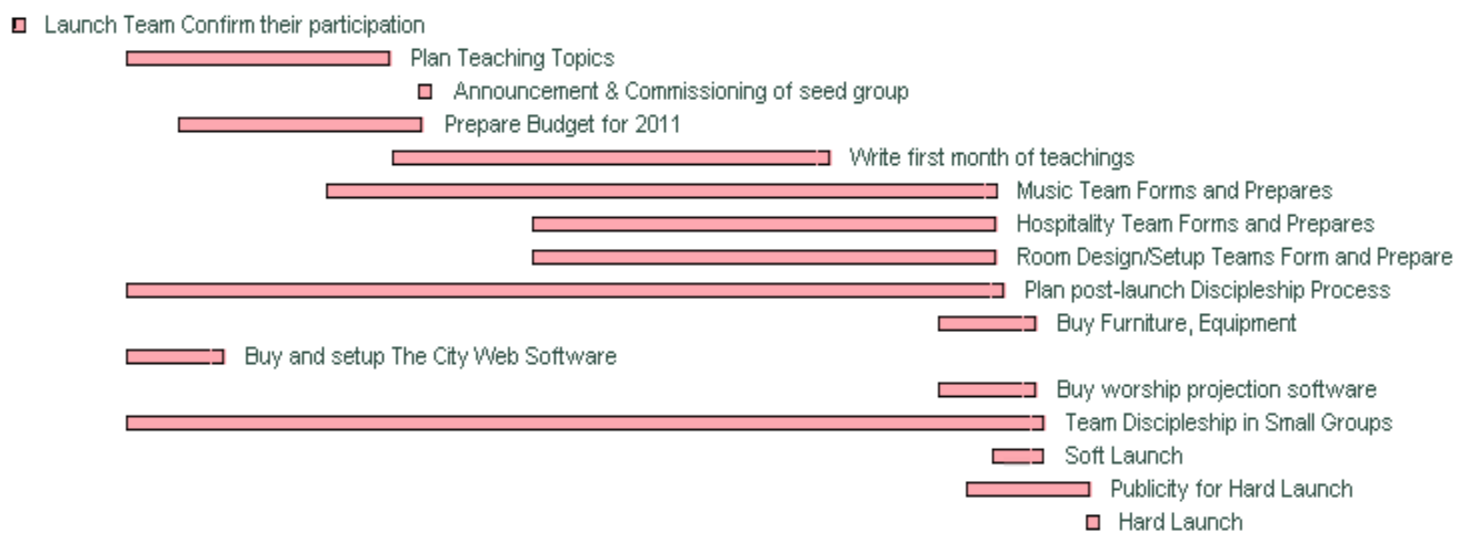 Launch Team Confirm their participation
Plan Teaching Topics
Announcement & Commissioning of seed group
Prepare Budget for 2011
Write first month of teachings
Music Team Forms and Prepares
Hospitality Team Forms and Prepares
Room Design/Setup Teams Form and Prepare
Plan post-launch Discipleship Process
Buy Furniture, Equipment
Buy and setup The City Web Software
Buy worship projection software
Team Discipleship in Small Groups
Soft Launch
Publicity for Hard Launch
Hard Launch